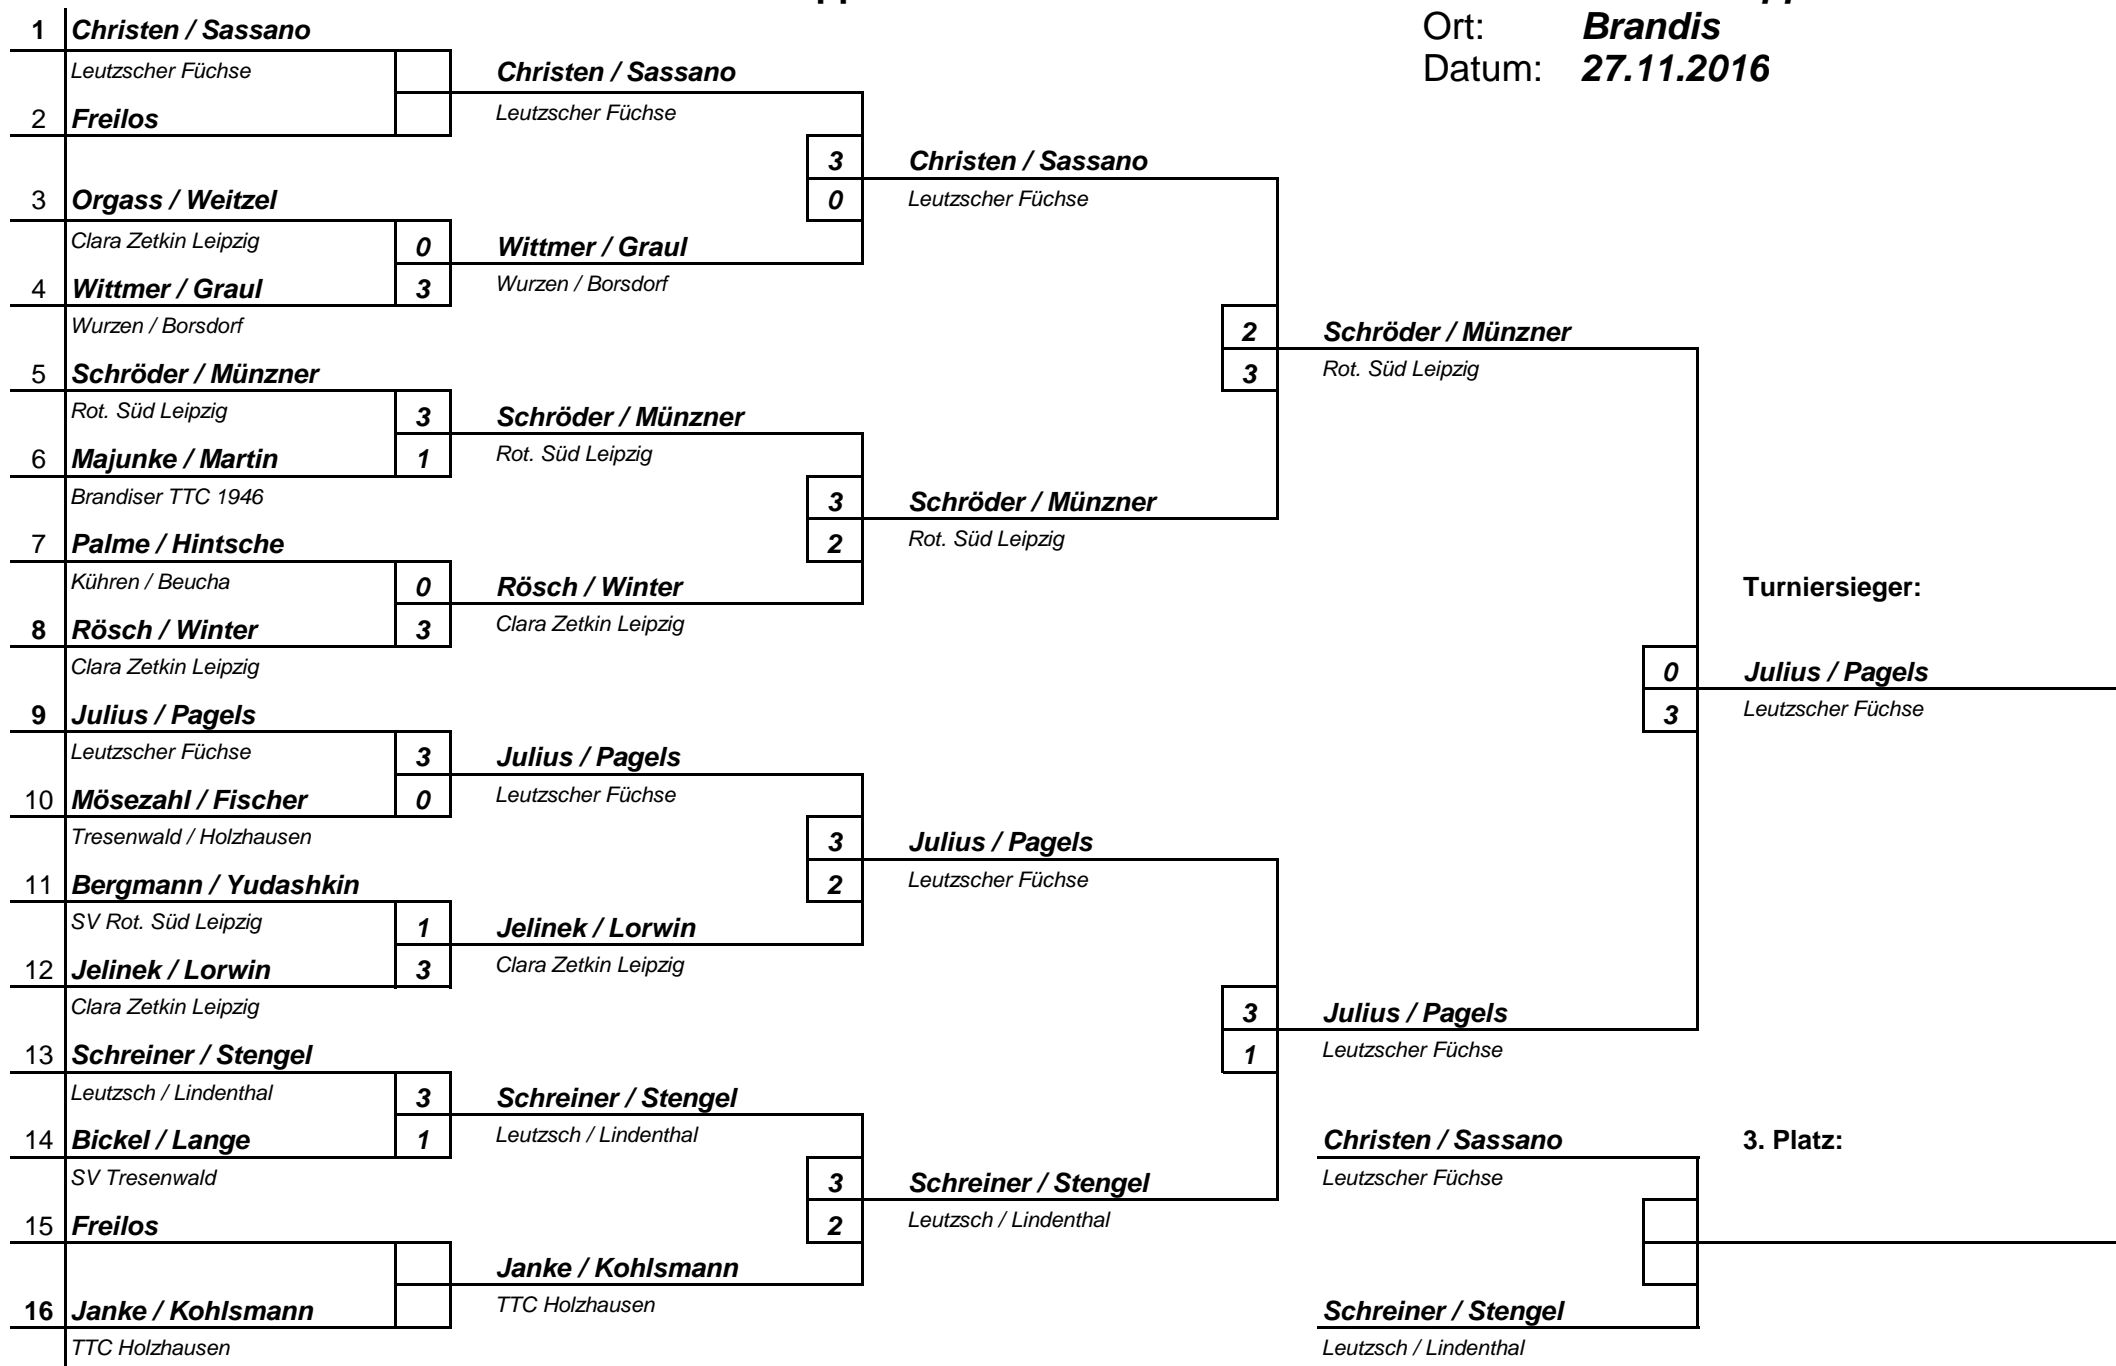 Ort: Brandis
Datum: 27.11.2016
1 Christen / Sassano
Leutzscher Füchse
2 Freilos
3 Orgass / Weitzel
Clara Zetkin Leipzig
0
4 Wittmer / Graul
3
Wurzen / Borsdorf
5 Schröder / Münzner
Rot. Süd Leipzig
3
6 Majunke / Martin
1
Brandiser TTC 1946
7 Palme / Hintsche
Kühren / Beucha
0
8 Rösch / Winter
3
Clara Zetkin Leipzig
9 Julius / Pagels
Leutzscher Füchse
3
10 Mösezahl / Fischer
0
Tresenwald / Holzhausen
11 Bergmann / Yudashkin
SV Rot. Süd Leipzig
1
12 Jelinek / Lorwin
3
Clara Zetkin Leipzig
13 Schreiner / Stengel
Leutzsch / Lindenthal
3
14 Bickel / Lange
1
SV Tresenwald
15 Freilos
16 Janke / Kohlsmann
TTC Holzhausen
Christen / Sassano
Leutzscher Füchse
3
0
Wittmer / Graul
Wurzen / Borsdorf
Schröder / Münzner
Rot. Süd Leipzig
3
2
Rösch / Winter
Clara Zetkin Leipzig
Julius / Pagels
Leutzscher Füchse
3
2
Jelinek / Lorwin
Clara Zetkin Leipzig
Schreiner / Stengel
Leutzsch / Lindenthal
3
2
Janke / Kohlsmann
TTC Holzhausen
Christen / Sassano
Leutzscher Füchse
2
3
Schröder / Münzner
Rot. Süd Leipzig
Julius / Pagels
Leutzscher Füchse
3
1
Schreiner / Stengel
Leutzsch / Lindenthal
Schröder / Münzner
Rot. Süd Leipzig
0
3
Julius / Pagels
Leutzscher Füchse
Turniersieger:
Julius / Pagels
Leutzscher Füchse
Christen / Sassano
Leutzscher Füchse
3. Platz:
Schreiner / Stengel
Leutzsch / Lindenthal